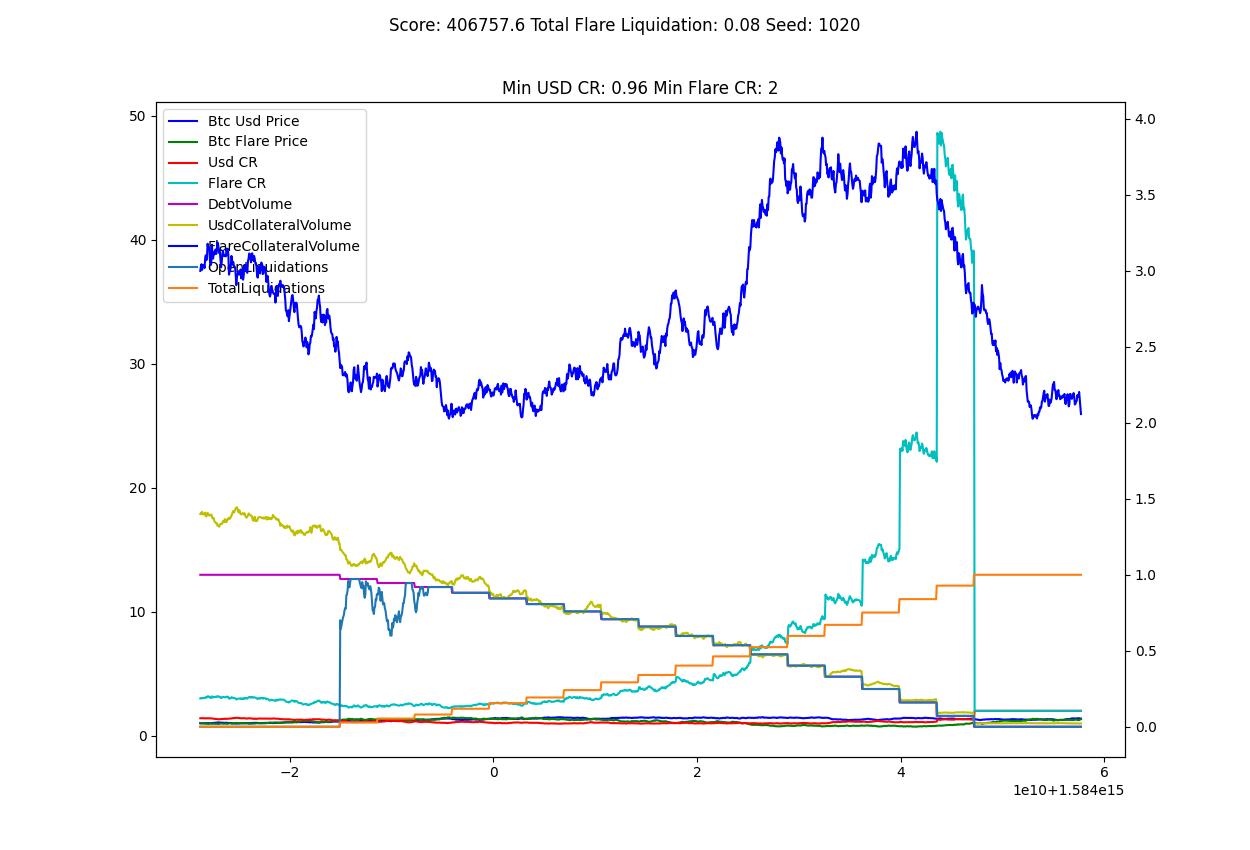 Score: 406757.6 Total Flare Liquidation: 0.08 Seed: 1020
Min USD CR: 0.96 Min Flare CR: 2
Btc Usd Price
Btc Flare Price
Usd CR
Flare CR
DebtVolume
UsdCollateralVolume
FlareCollateralVolume
OpenLiquidations
TotalLiquidations
50
40
30
20
10
0
4.0
3.5
3.0
2.5
2.0
1.5
1.0
0.5
0.0
−2
0
2
4
6
1e10+1.584e15